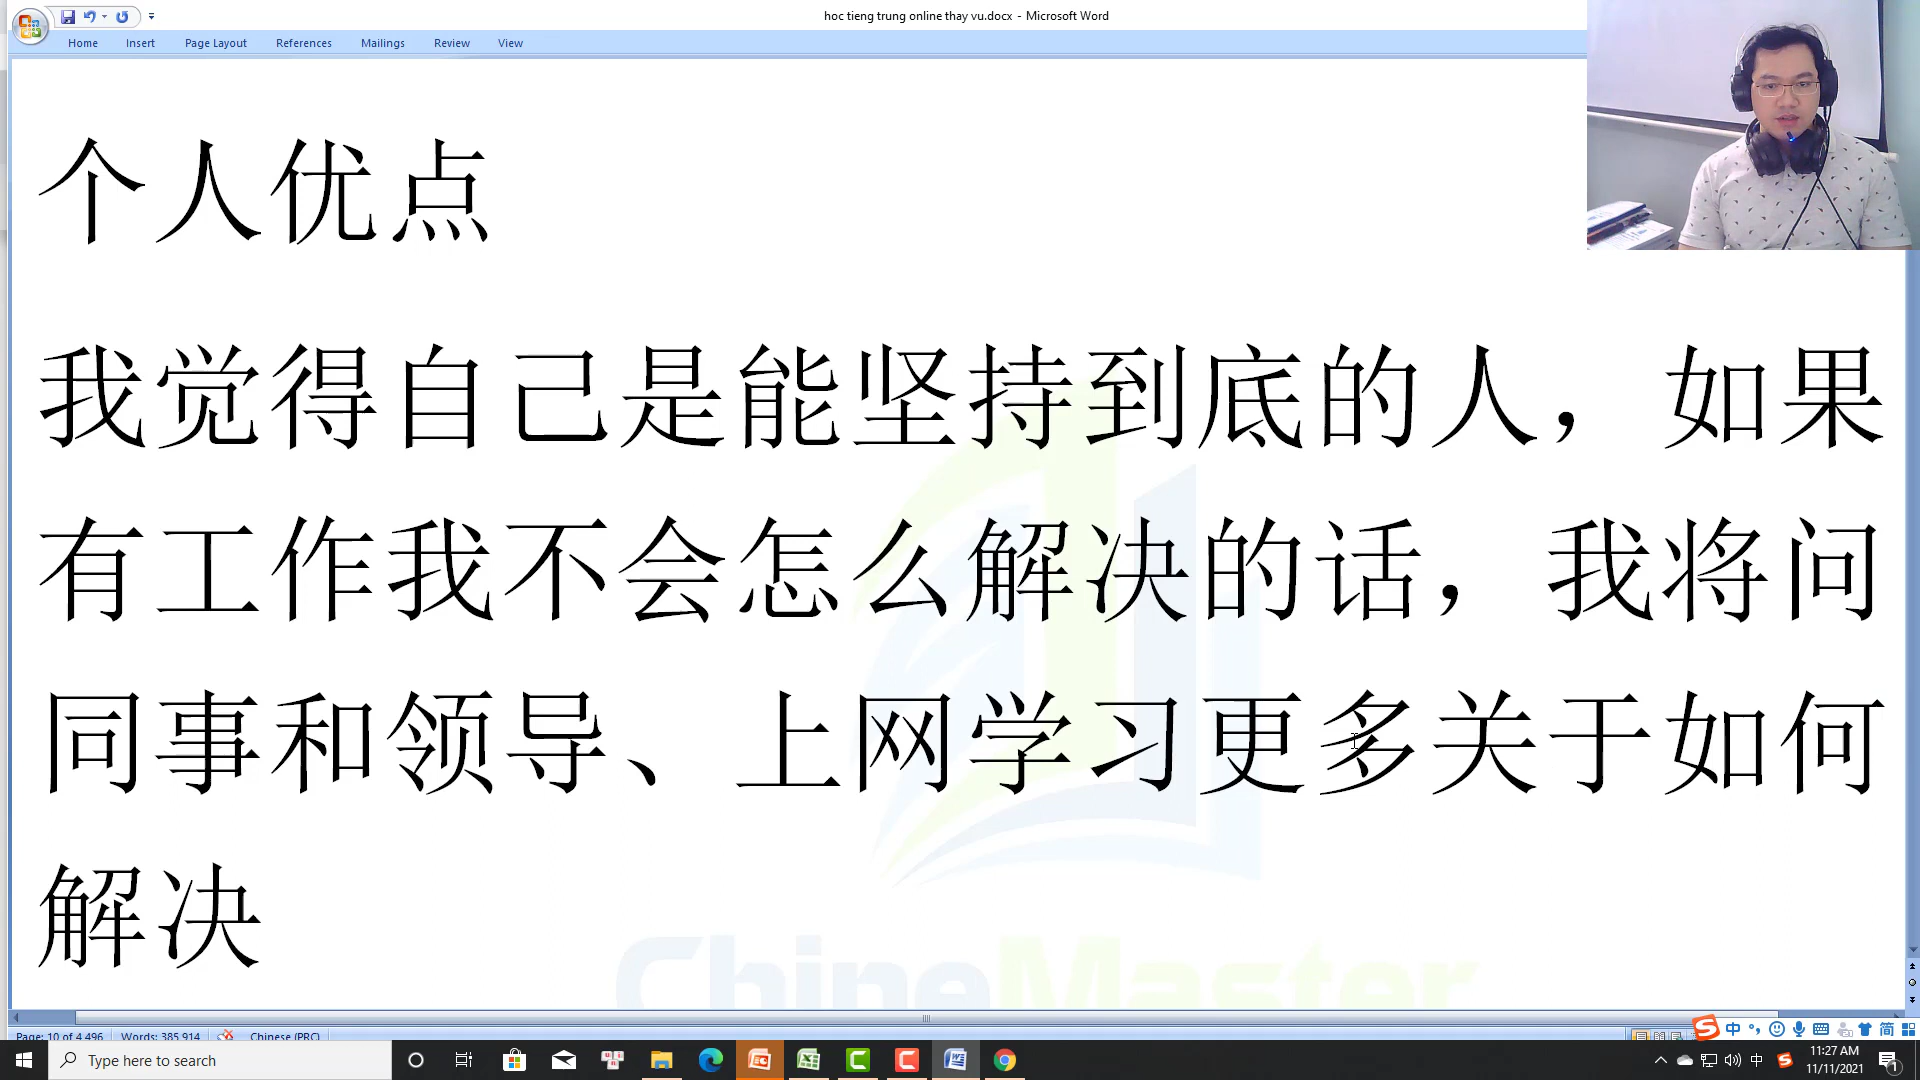 hoc tieng trung online thay vu.docx - Microsoft Word
Home Insert Page Layout References Mailings Review View
个人优点
我觉得自己是能坚持到底的人，如果
有工作我不会怎么解决的话，我将问
同事和领导、上网学习更多关于如何
解决
ChineMaster
Page: 10 of 4,496 Words: 385,914 Chinese (PRC)
中 简
Type here to search
中
11:27 AM
11/11/2021